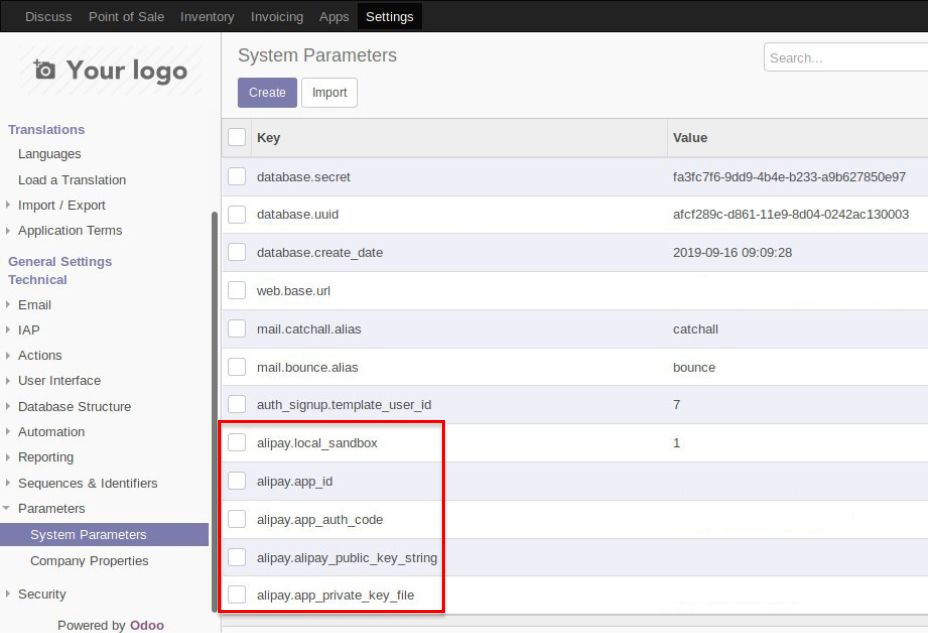 Discuss Point of Sale Inventory Invoicing Apps Settings
Your logo
Translations
Languages
Load a Translation
Import / Export
Application Terms
General Settings
Technical
Email
IAP
Actions
User Interface
Database Structure
Automation
Reporting
Sequences & Identifiers
Parameters
System Parameters
Company Properties
Security
Powered by Odoo
System Parameters
Search...
Create Import
Key Value
database.secret fa3fc7f6-9dd9-4b4e-b233-a9b627850e97
database.uuid afcf289c-d861-11e9-8d04-0242ac130003
database.create_date 2019-09-16 09:09:28
web.base.url
mail.catchall.alias catchall
mail.bounce.alias bounce
auth_signup.template_user_id 7
alipay.local_sandbox 1
alipay.app_id
alipay.app_auth_code
alipay.alipay_public_key_string
alipay.app_private_key_file